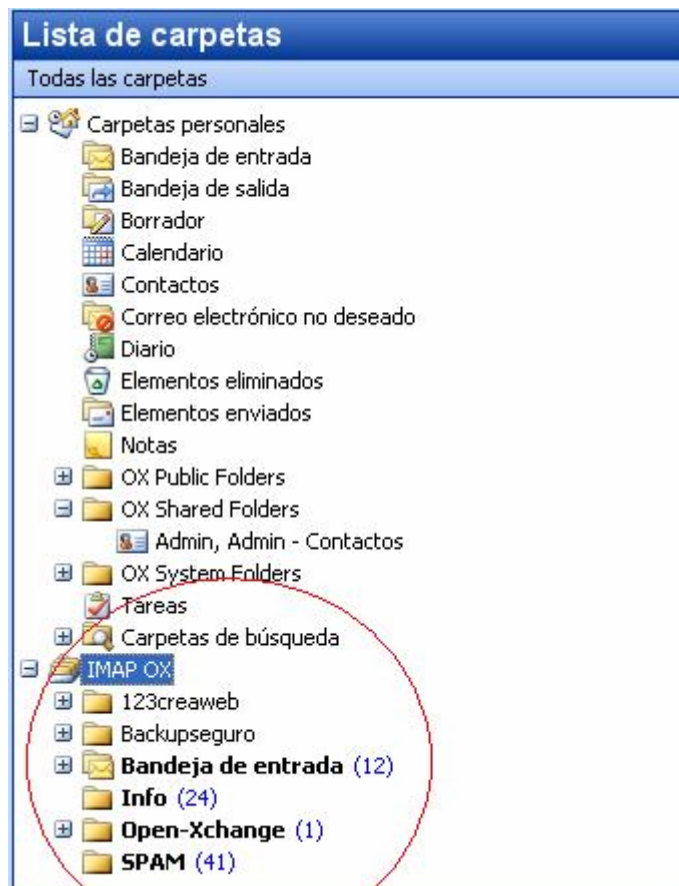 Lista de carpetas
Todas las carpetas
Carpetas personales
Bandeja de entrada
Bandeja de salida
Borrador
Calendario
Contactos
Correo electrónico no deseado
Diario
Elementos eliminados
Elementos enviados
Notas
OX Public Folders
OX Shared Folders
Admin, Admin - Contactos
OX System Folders
Tareas
Carpetas de búsqueda
IMAP OX
123creaweb
Backupseguro
Bandeja de entrada (12)
Info (24)
Open-Xchange (1)
SPAM (41)